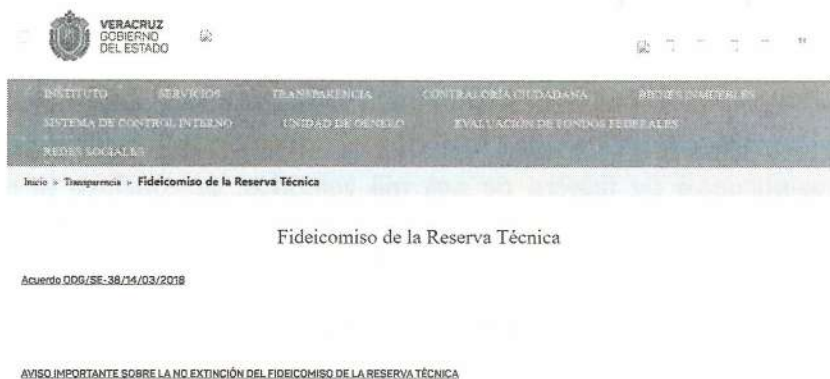 VERACRUZ
GOBIERNO
DEL ESTADO
INSTITUTO SERVICIOS TRANSPARENCIA CONTRALORÍA CIUDADANA BIENES INMUEBLES
SISTEMA DE CONTROL INTERNO UNIDAD DE GÉNERO EVALUACIÓN DE FONDOS FEDERALES
REDES SOCIALES
Inicio > Transparencia > Fideicomiso de la Reserva Técnica
Fideicomiso de la Reserva Técnica
Acuerdo ODG/SE-38/14/03/2018
AVISO IMPORTANTE SOBRE LA NO EXTINCIÓN DEL FIDEICOMISO DE LA RESERVA TÉCNICA